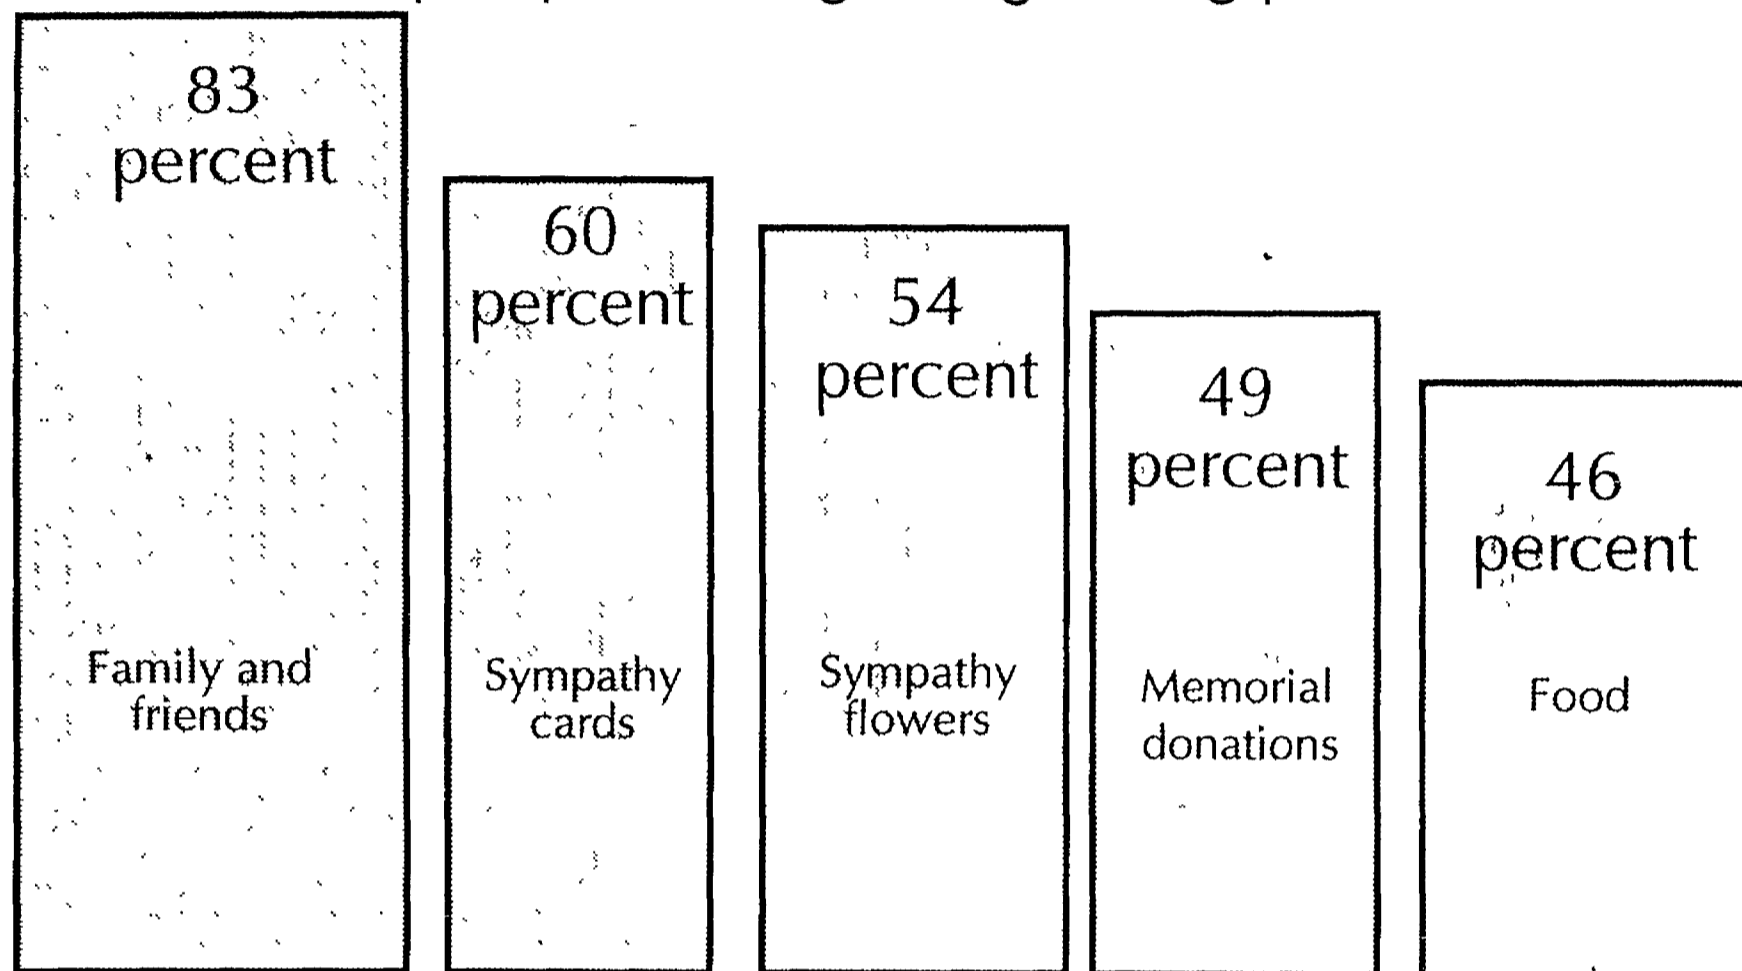 83
percent
Family and
friends
60
percent
Sympathy
cards
54
percent
Sympathy
flowers
49
percent
Memorial
donations
46
percent
Food